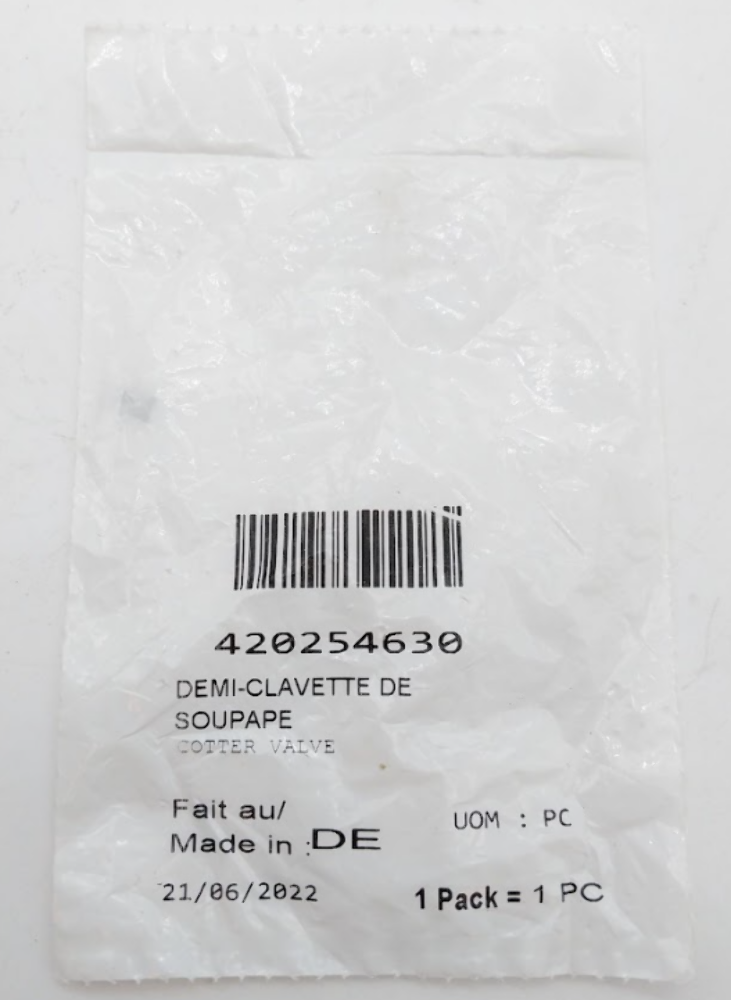 420254630
DEMI-CLAVETTE DE
SOUPAPE
COTTER VALVE
Fait au/
Made in :DE
UOM : PC
21/06/2022
1 Pack = 1 PC